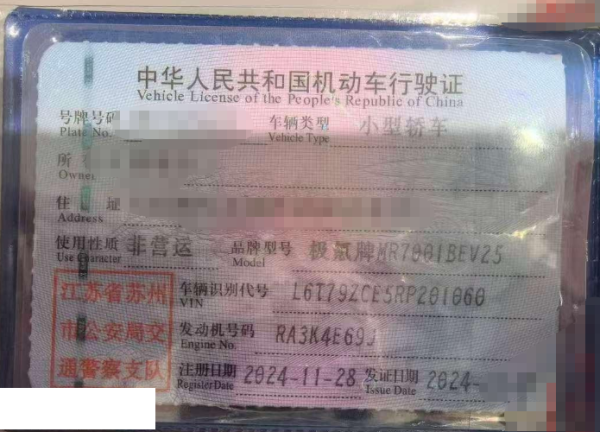 中华人民共和国机动车行驶证
Vehicle License of the People's Republic of China
号牌号码 车辆类型 小型轿车
Plate No. Vehicle Type
所
Owner
住 址
Address
使用性质 非营运 品牌型号 极氪牌MR7001BEV25
Use Character Model
江苏省苏州 车辆识别代号 L6T79ZCE5RP201060
VIN
市公安局交 发动机号码 RA3K4E69J
Engine No.
通警察支队 注册日期 2024-11-28 发证日期 2024-
Register Date Issue Date